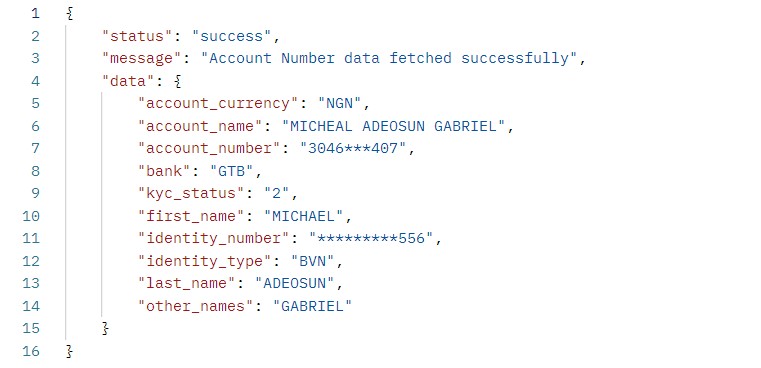 1 {
2 "status": "success",
3 "message": "Account Number data fetched successfully",
4 "data": {
5 "account_currency": "NGN",
6 "account_name": "MICHEAL ADEOSUN GABRIEL",
7 "account_number": "3046***407",
8 "bank": "GTB",
9 "kyc_status": "2",
10 "first_name": "MICHAEL",
11 "identity_number": "*********556",
12 "identity_type": "BVN",
13 "last_name": "ADEOSUN",
14 "other_names": "GABRIEL"
15 }
16 }